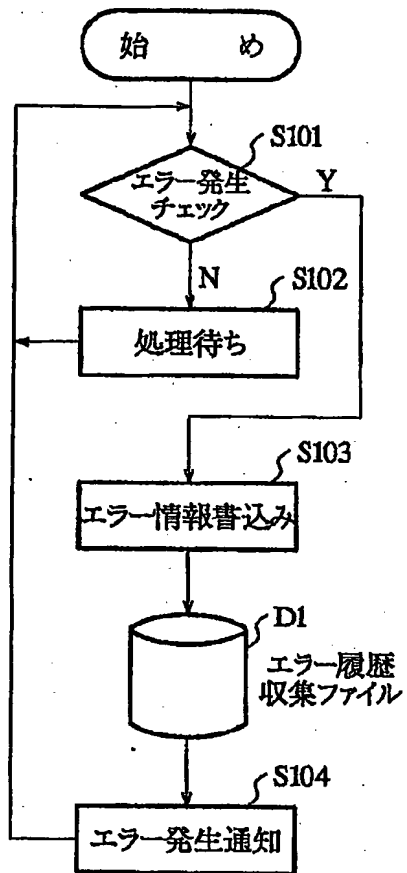 始 め
S101
エラー発生
チェック
Y
N
S102
処理待ち
S103
エラー情報書込み
D1
エラー履歴
収集ファイル
S104
エラー発生通知